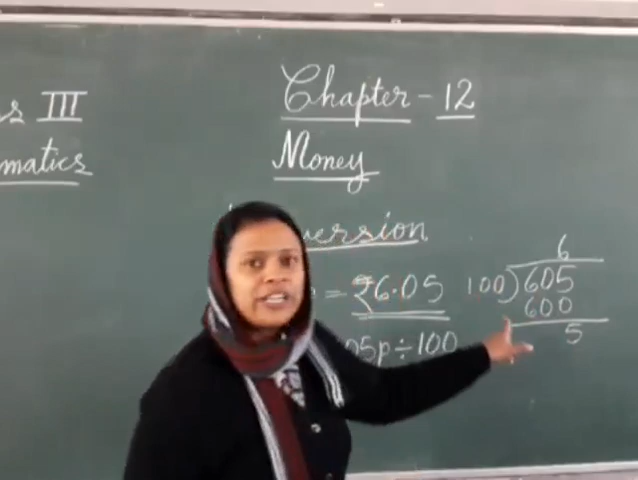 III
Chapter - 12
matics
Money
version
6
= ₹6.05
100)605
600
05p÷100
5